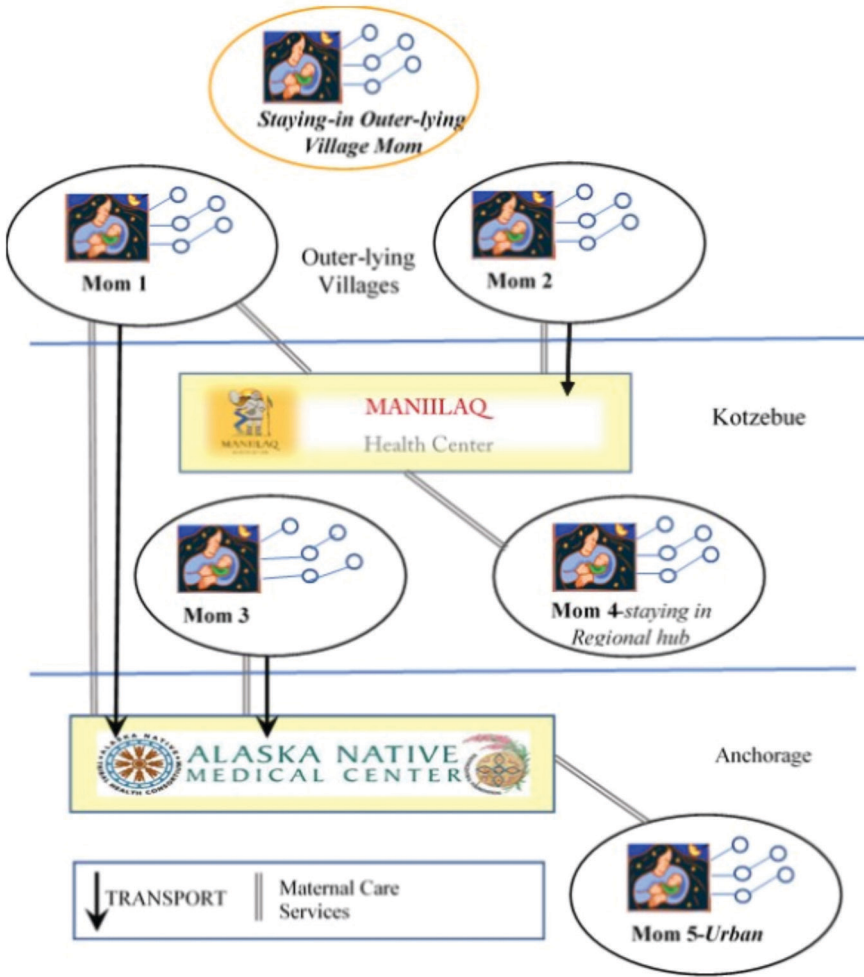 Staying-in Outer-lying
Village Mom
Mom 1
Outer-lying
Villages
Mom 2
MANIILAQ
Health Center
MANIILAQ
Kotzebue
Mom 3
Mom 4-staying in
Regional hub
ALASKA NATIVE
MEDICAL CENTER
Anchorage
TRANSPORT
Maternal Care
Services
Mom 5-Urban